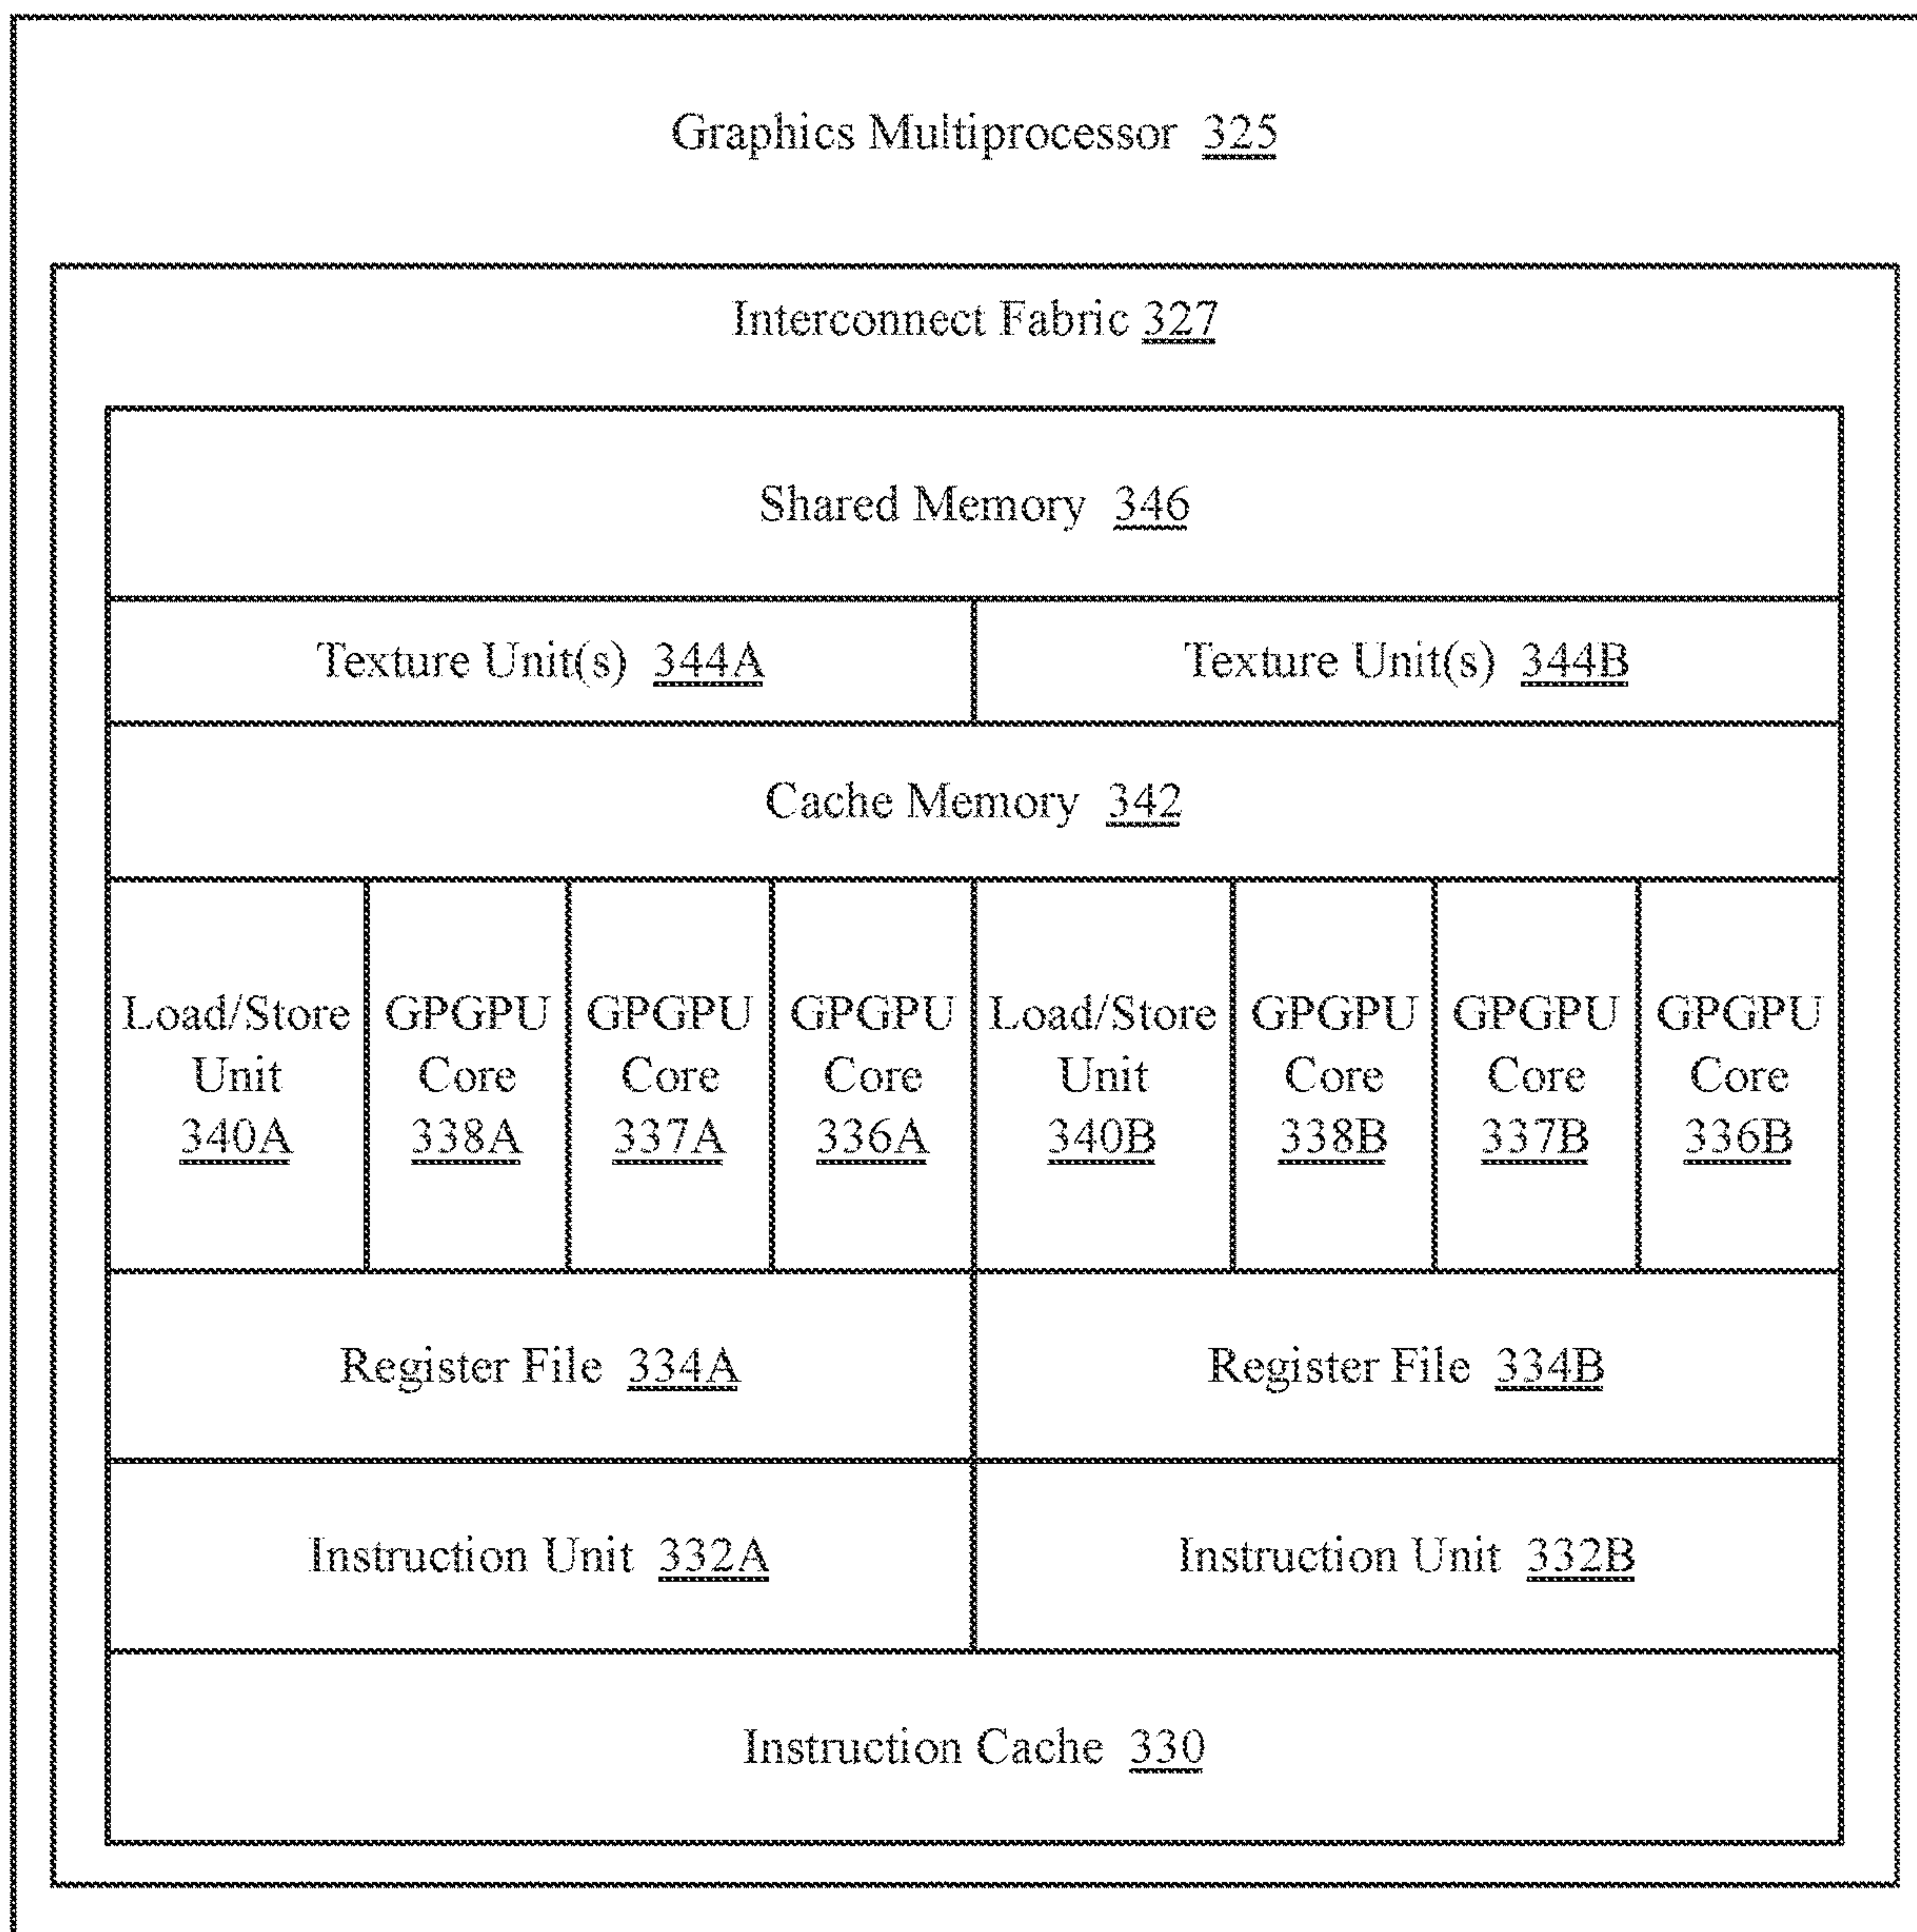 Graphics Multiprocessor 325
Interconnect Fabric 327
Shared Memory 346
Texture Unit(s) 344A
Texture Unit(s) 344B
Cache Memory 342
Load/Store
Unit
340A
GPGPU
Core
338A
GPGPU
Core
337A
GPGPU
Core
336A
Load/Store
Unit
340B
GPGPU
Core
338B
GPGPU
Core
337B
GPGPU
Core
336B
Register File 334A
Register File 334B
Instruction Unit 332A
Instruction Unit 332B
Instruction Cache 330